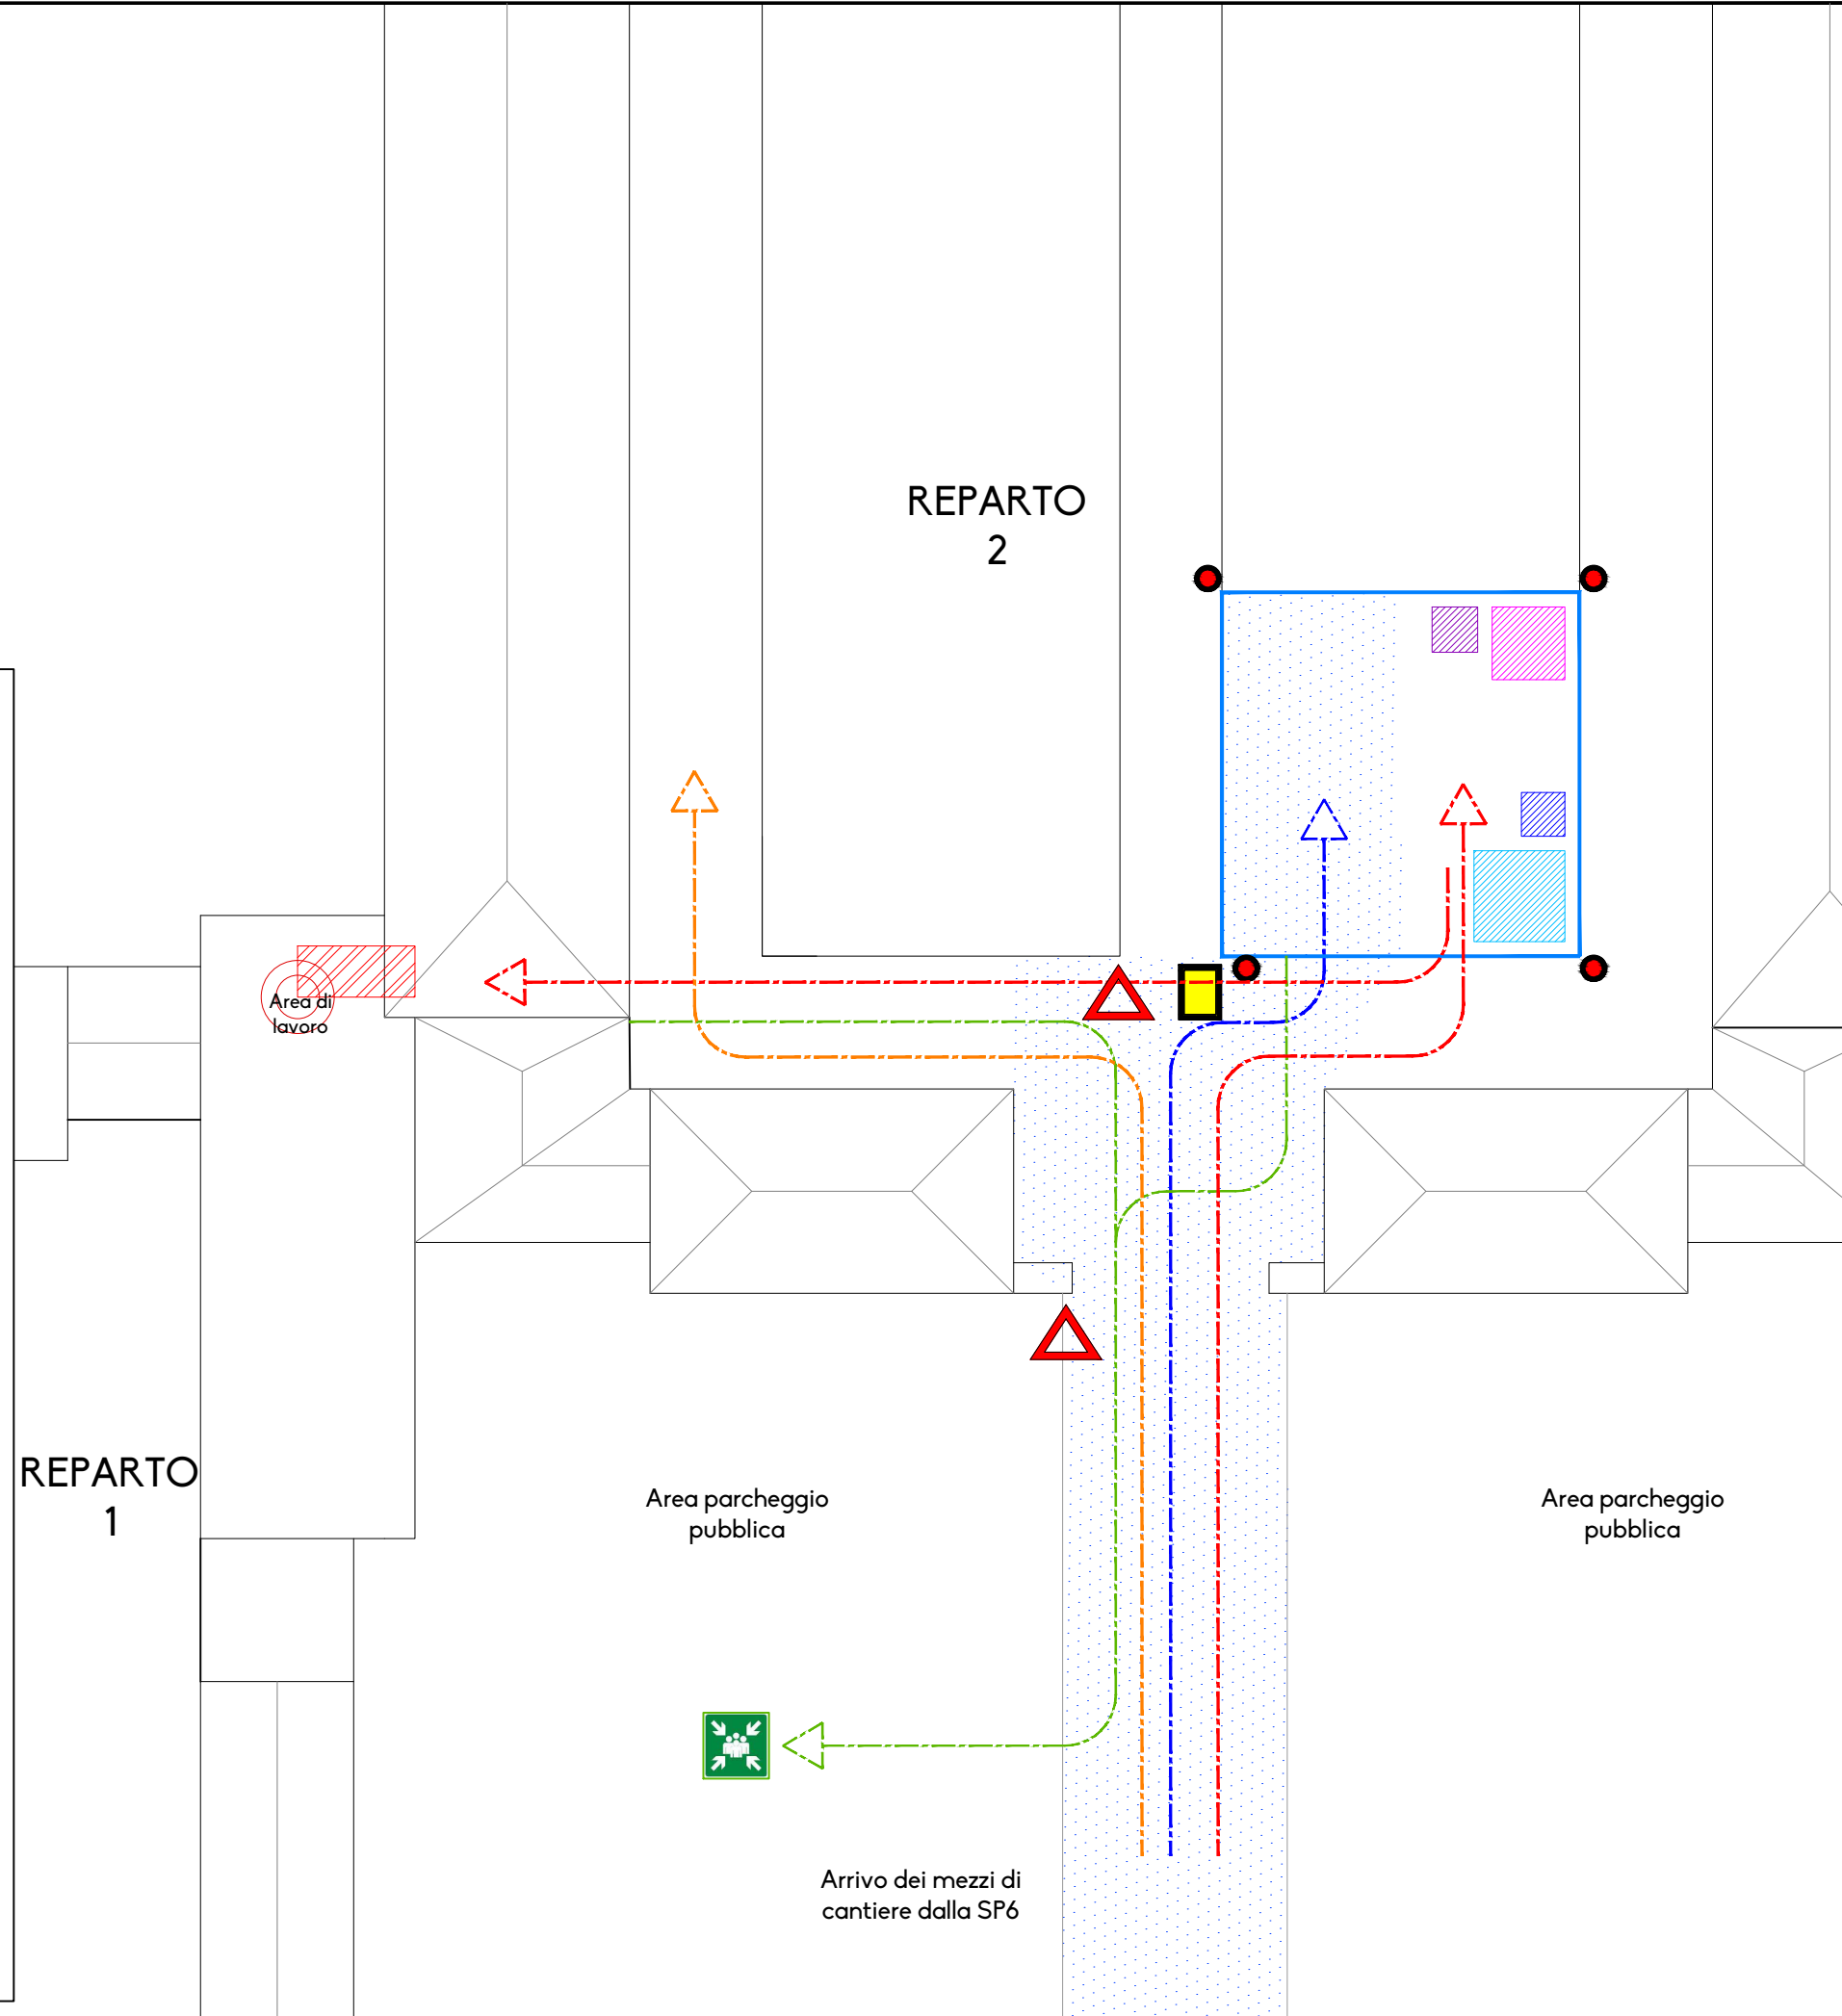 REPARTO
2
Area di
lavoro
REPARTO
1
Area parcheggio
pubblica
Area parcheggio
pubblica
Arrivo dei mezzi di
cantiere dalla SP6